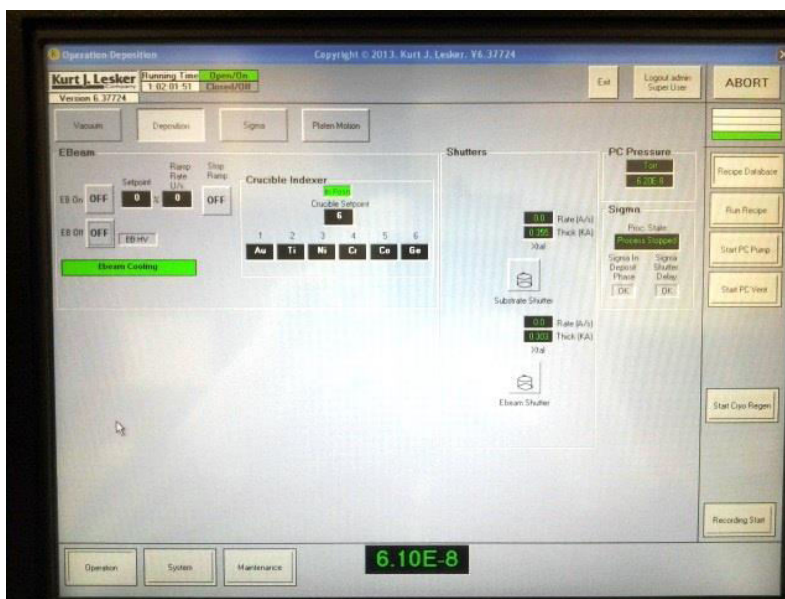 Operation-Deposition Copyright © 2013. Kurt J. Lesker. V6.37724
Kurt J. Lesker
Company
Version 6.37724
Running Time Open/On
1:02:01:51 Closed/Off
Exit
Logout admin
Super User
ABORT
Vacuum
Deposition
Sigma
Platen Motion
EBeam
Setpoint
Ramp
Rate
U/s
Stop
Ramp
EB On OFF 0 % 0 OFF
EB Off OFF EB HV
Ebeam Cooling
Crucible Indexer
In Posn
Crucible Setpoint
6
1 2 3 4 5 6
Au Ti Ni Cr Co Ge
Shutters
0.0 Rate (A/s)
Thick (KA)
Xtal
Substrate Shutter
0.0 Rate (A/s)
0.303 Thick (KA)
Xtal
Ebeam Shutter
PC Pressure
Torr
6.20E-8
Sigma
Proc. State
Process Stopped
Sigma In
Deposit
Phase
Sigma
Shutter
Delay
OK OK
Recipe Database
Run Recipe
Start PC Pump
Start PC Vent
Start Cryo Regen
Recording Start
Operation
System
Maintenance
6.10E-8